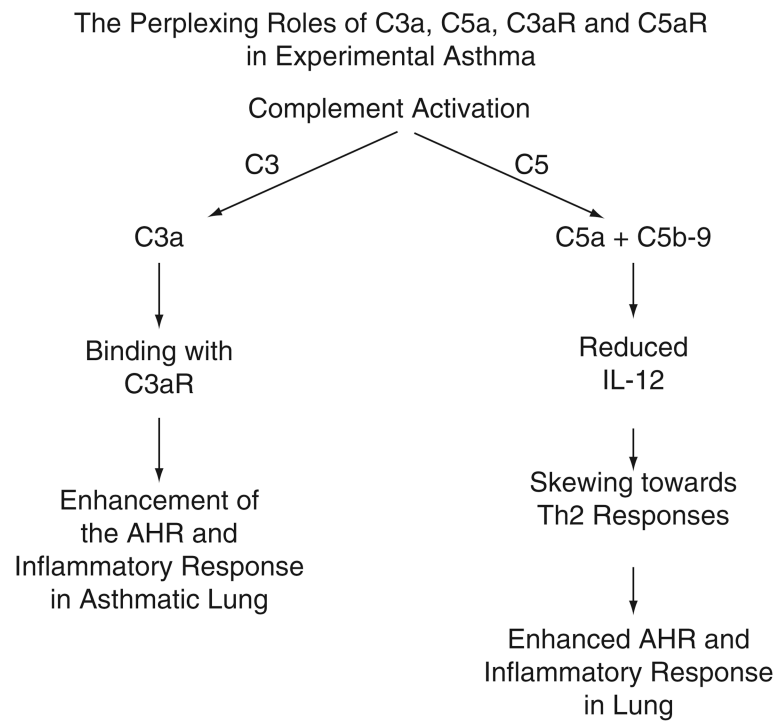 The Perplexing Roles of C3a, C5a, C3aR and C5aR
in Experimental Asthma
Complement Activation
C3
C5
C3a
C5a + C5b-9
Binding with
C3aR
Reduced
IL-12
Enhancement of
the AHR and
Inflammatory Response
in Asthmatic Lung
Skewing towards
Th2 Responses
Enhanced AHR and
Inflammatory Response
in Lung